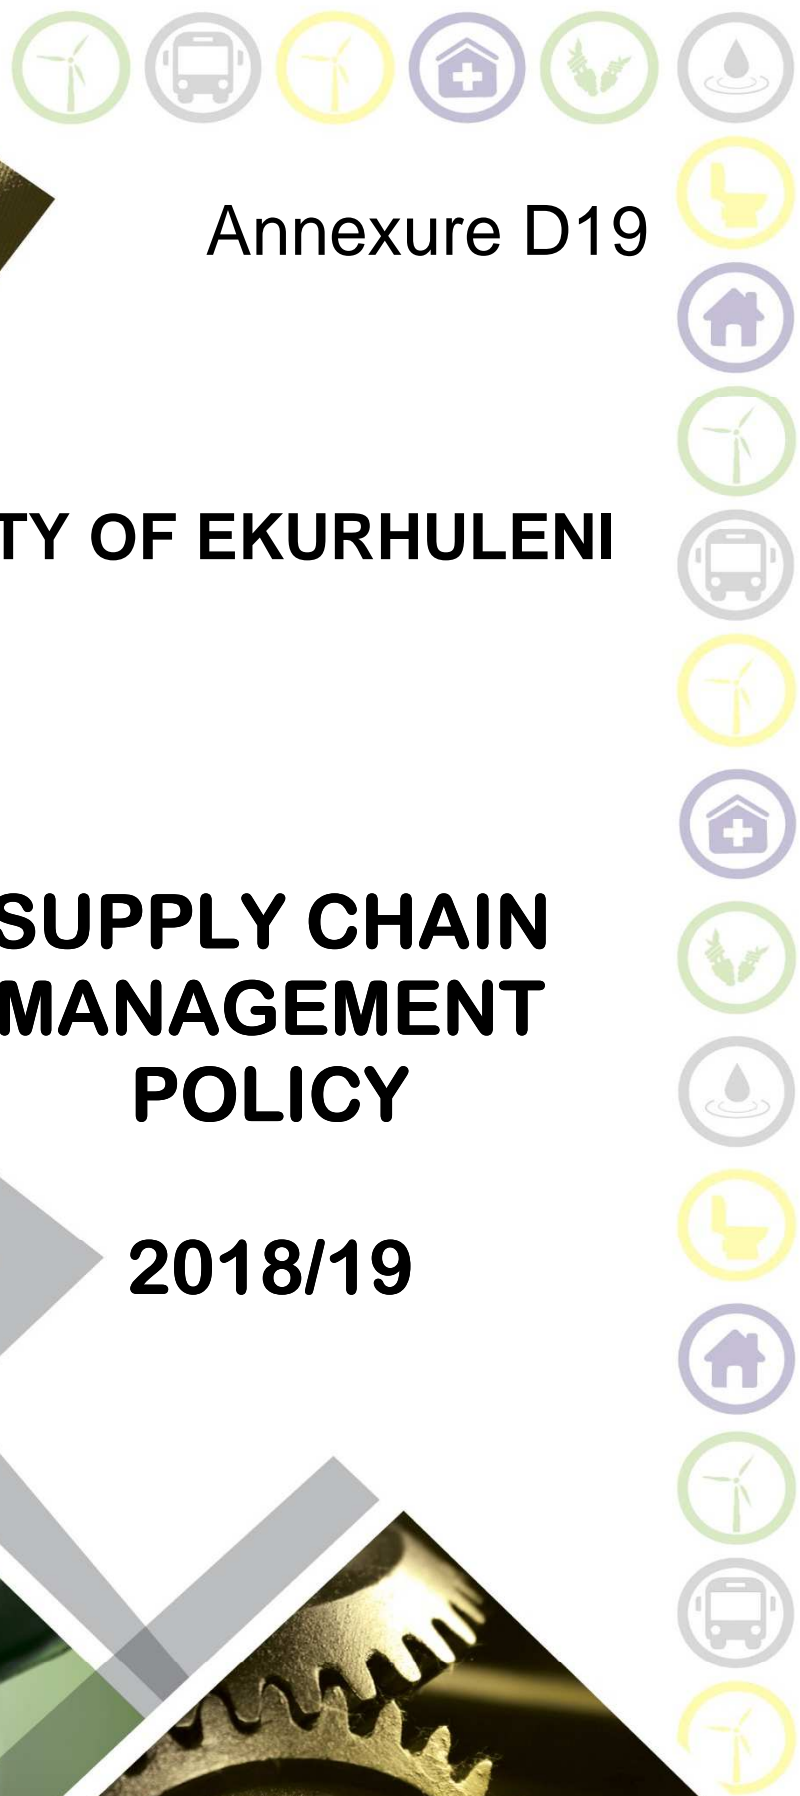 Annexure D19
TY OF EKURHULENI
SUPPLY CHAIN
MANAGEMENT
POLICY
2018/19